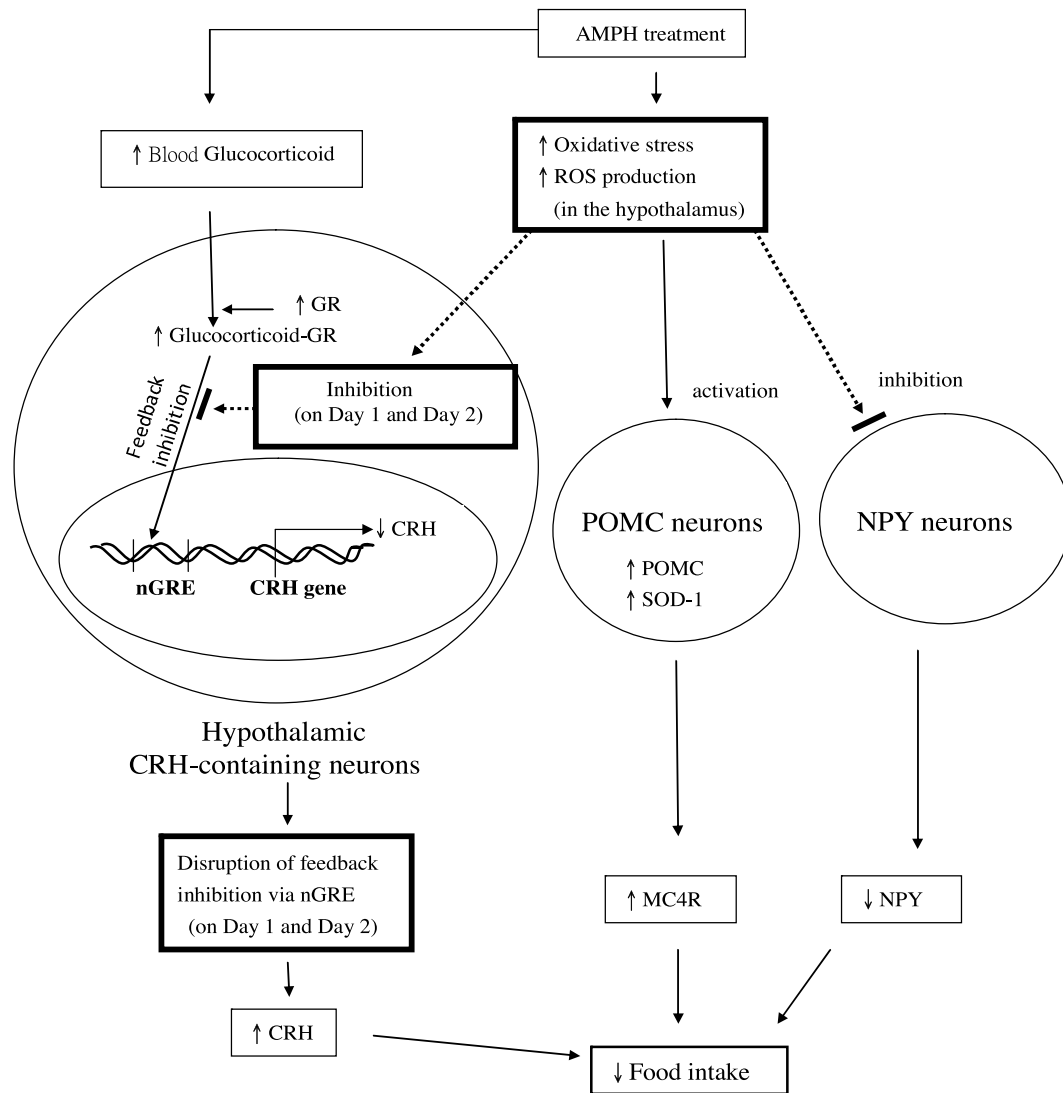 AMPH treatment
↑ Blood Glucocorticoid
↑ Oxidative stress
↑ ROS production
(in the hypothalamus)
↑ GR
↑ Glucocorticoid-GR
Feedback
inhibition
Inhibition
(on Day 1 and Day 2)
activation
inhibition
↓ CRH
nGRE
CRH gene
POMC neurons
↑ POMC
↑ SOD-1
NPY neurons
Hypothalamic
CRH-containing neurons
Disruption of feedback
inhibition via nGRE
(on Day 1 and Day 2)
↑ MC4R
↓ NPY
↑ CRH
↓ Food intake